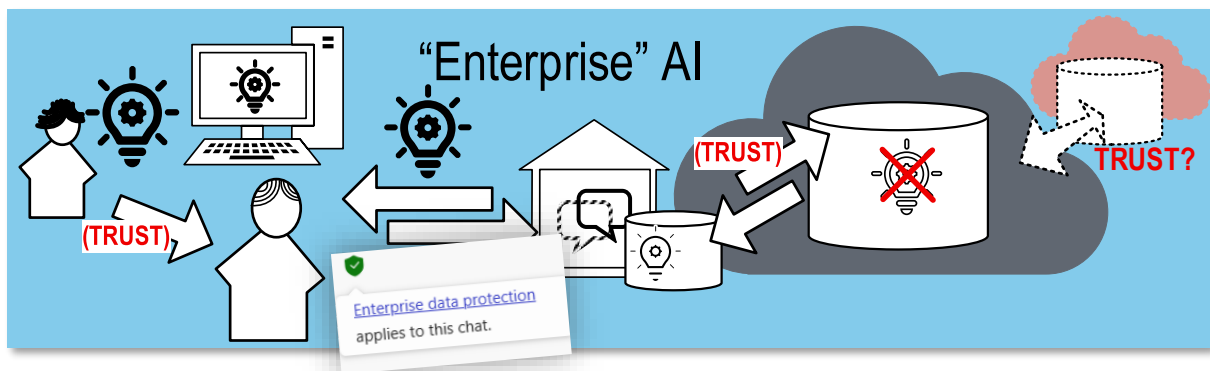 “Enterprise” AI
(TRUST)
TRUST?
(TRUST)
Enterprise data protection
applies to this chat.